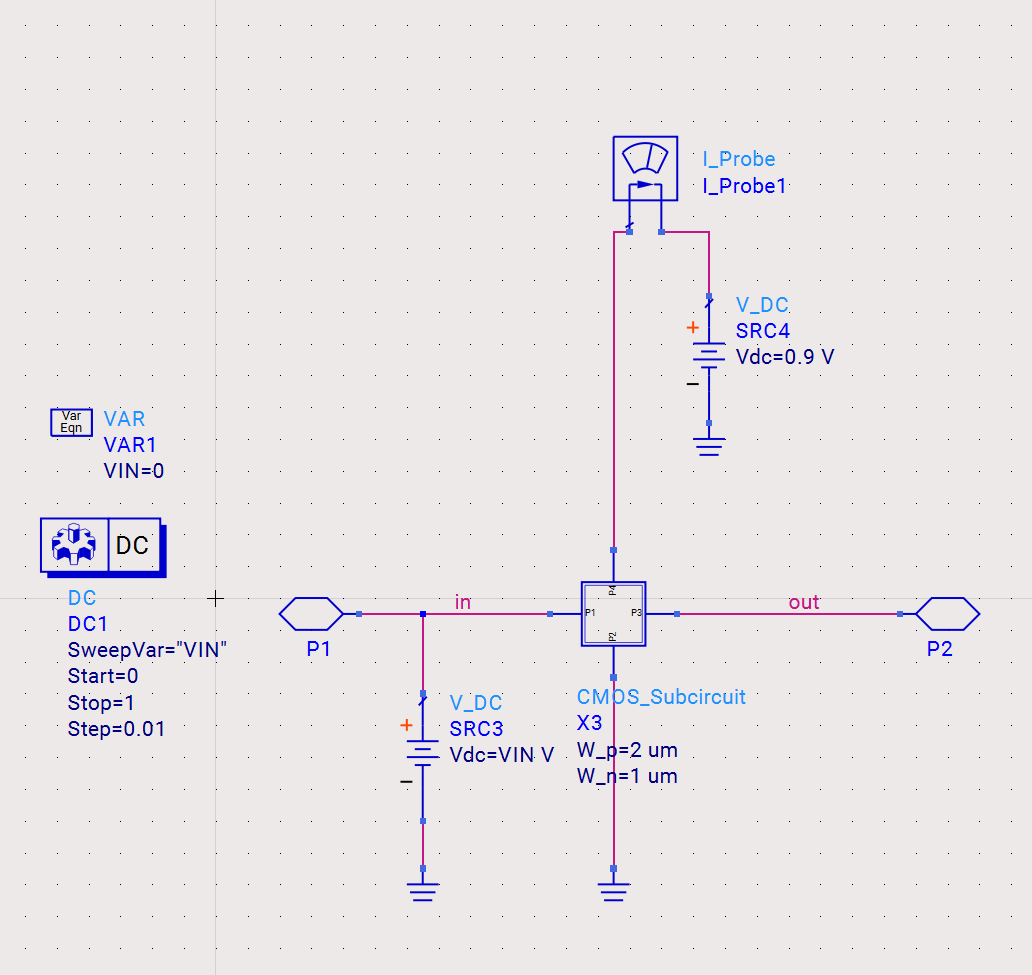 I_Probe
I_Probe1
V_DC
SRC4
+
Vdc=0.9 V
−
Var
Eqn
VAR
VAR1
VIN=0
DC
DC
DC1
SweepVar="VIN"
Start=0
Stop=1
Step=0.01
P1
in
P4
P1
P3
P2
out
P2
V_DC
+
SRC3
Vdc=VIN V
−
CMOS_Subcircuit
X3
W_p=2 um
W_n=1 um